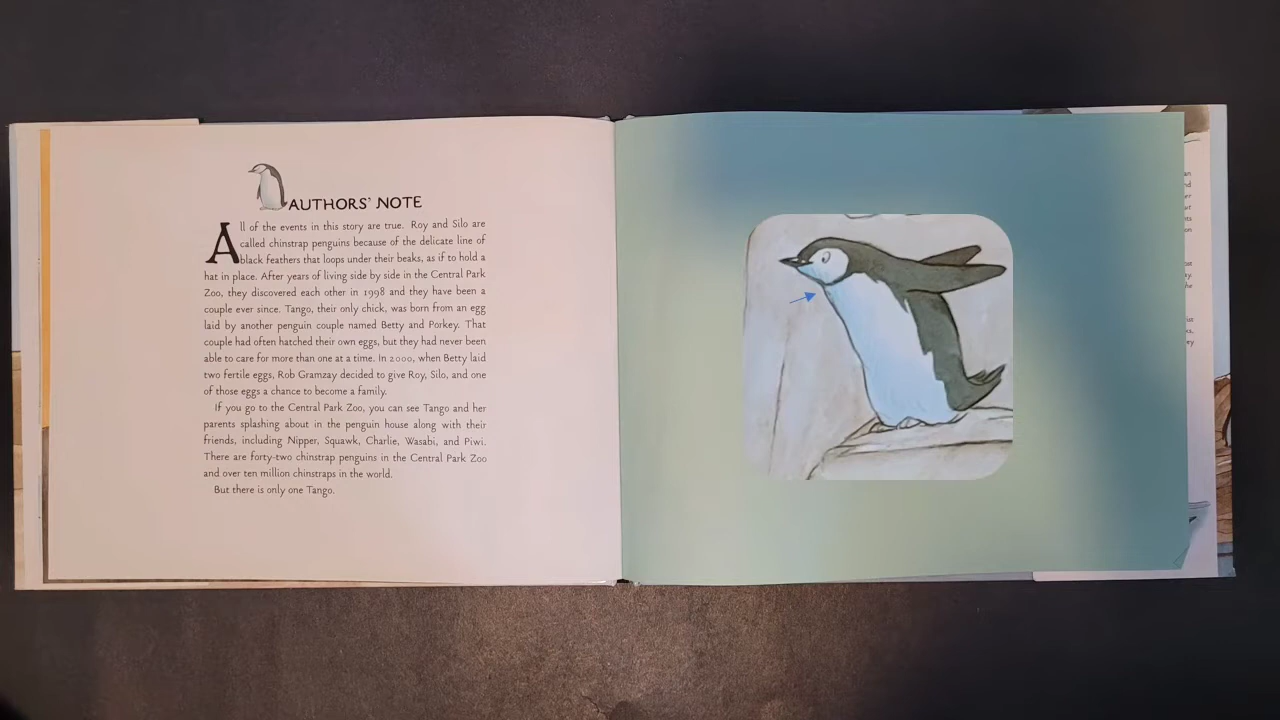 AUTHORS' NOTE
All of the events in this story are true. Roy and Silo are
called chinstrap penguins because of the delicate line of
black feathers that loops under their beaks, as if to hold a
hat in place. After years of living side by side in the Central Park
Zoo, they discovered each other in 1998 and they have been a
couple ever since. Tango, their only chick, was born from an egg
laid by another penguin couple named Betty and Porkey. That
couple had often hatched their own eggs, but they had never been
able to care for more than one at a time. In 2000, when Betty laid
two fertile eggs, Rob Gramzay decided to give Roy, Silo, and one
of those eggs a chance to become a family.
If you go to the Central Park Zoo, you can see Tango and her
parents splashing about in the penguin house along with their
friends, including Nipper, Squawk, Charlie, Wasabi, and Piwi.
There are forty-two chinstrap penguins in the Central Park Zoo
and over ten million chinstraps in the world.
But there is only one Tango.